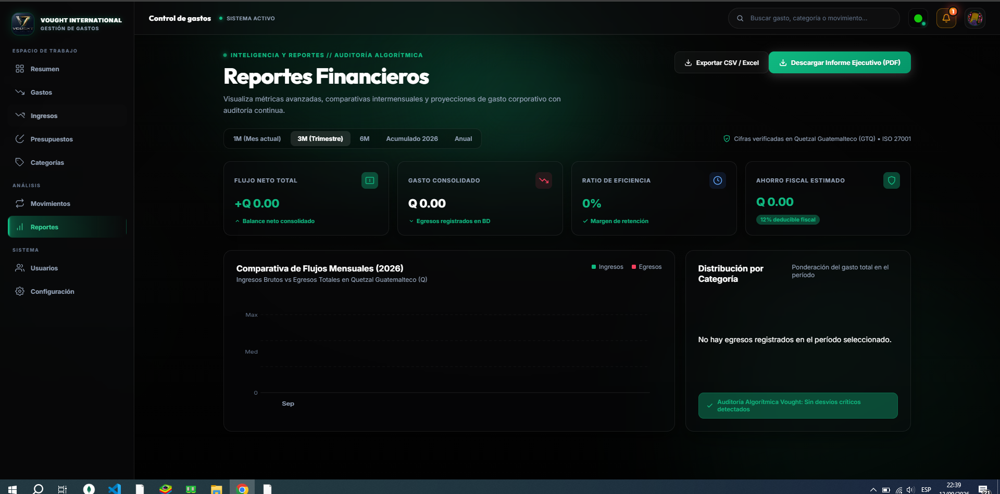 VOUGHT INTERNATIONAL
GESTIÓN DE GASTOS
Control de gastos
SISTEMA ACTIVO
Buscar gasto, categoría o movimiento...
1
ESPACIO DE TRABAJO
Resumen
Gastos
Ingresos
Presupuestos
Categorías
ANÁLISIS
Movimientos
Reportes
SISTEMA
Usuarios
Configuración
INTELIGENCIA Y REPORTES // AUDITORÍA ALGORÍTMICA
Reportes Financieros
Visualiza métricas avanzadas, comparativas intermensuales y proyecciones de gasto corporativo con
auditoría continua.
Exportar CSV / Excel
Descargar Informe Ejecutivo (PDF)
1M (Mes actual)
3M (Trimestre)
6M
Acumulado 2026
Anual
Cifras verificadas en Quetzal Guatemalteco (GTQ) • ISO 27001
FLUJO NETO TOTAL
+Q 0.00
Balance neto consolidado
GASTO CONSOLIDADO
Q 0.00
Egresos registrados en BD
RATIO DE EFICIENCIA
0%
Margen de retención
AHORRO FISCAL ESTIMADO
Q 0.00
12% deducible fiscal
Comparativa de Flujos Mensuales (2026)
Ingresos Brutos vs Egresos Totales en Quetzal Guatemalteco (Q)
Ingresos
Egresos
Max
Med
0
Sep
Distribución por
Categoría
Ponderación del gasto total en el
período
No hay egresos registrados en el período seleccionado.
Auditoría Algorítmica Vought: Sin desvíos críticos
detectados
ESP
22:39
21